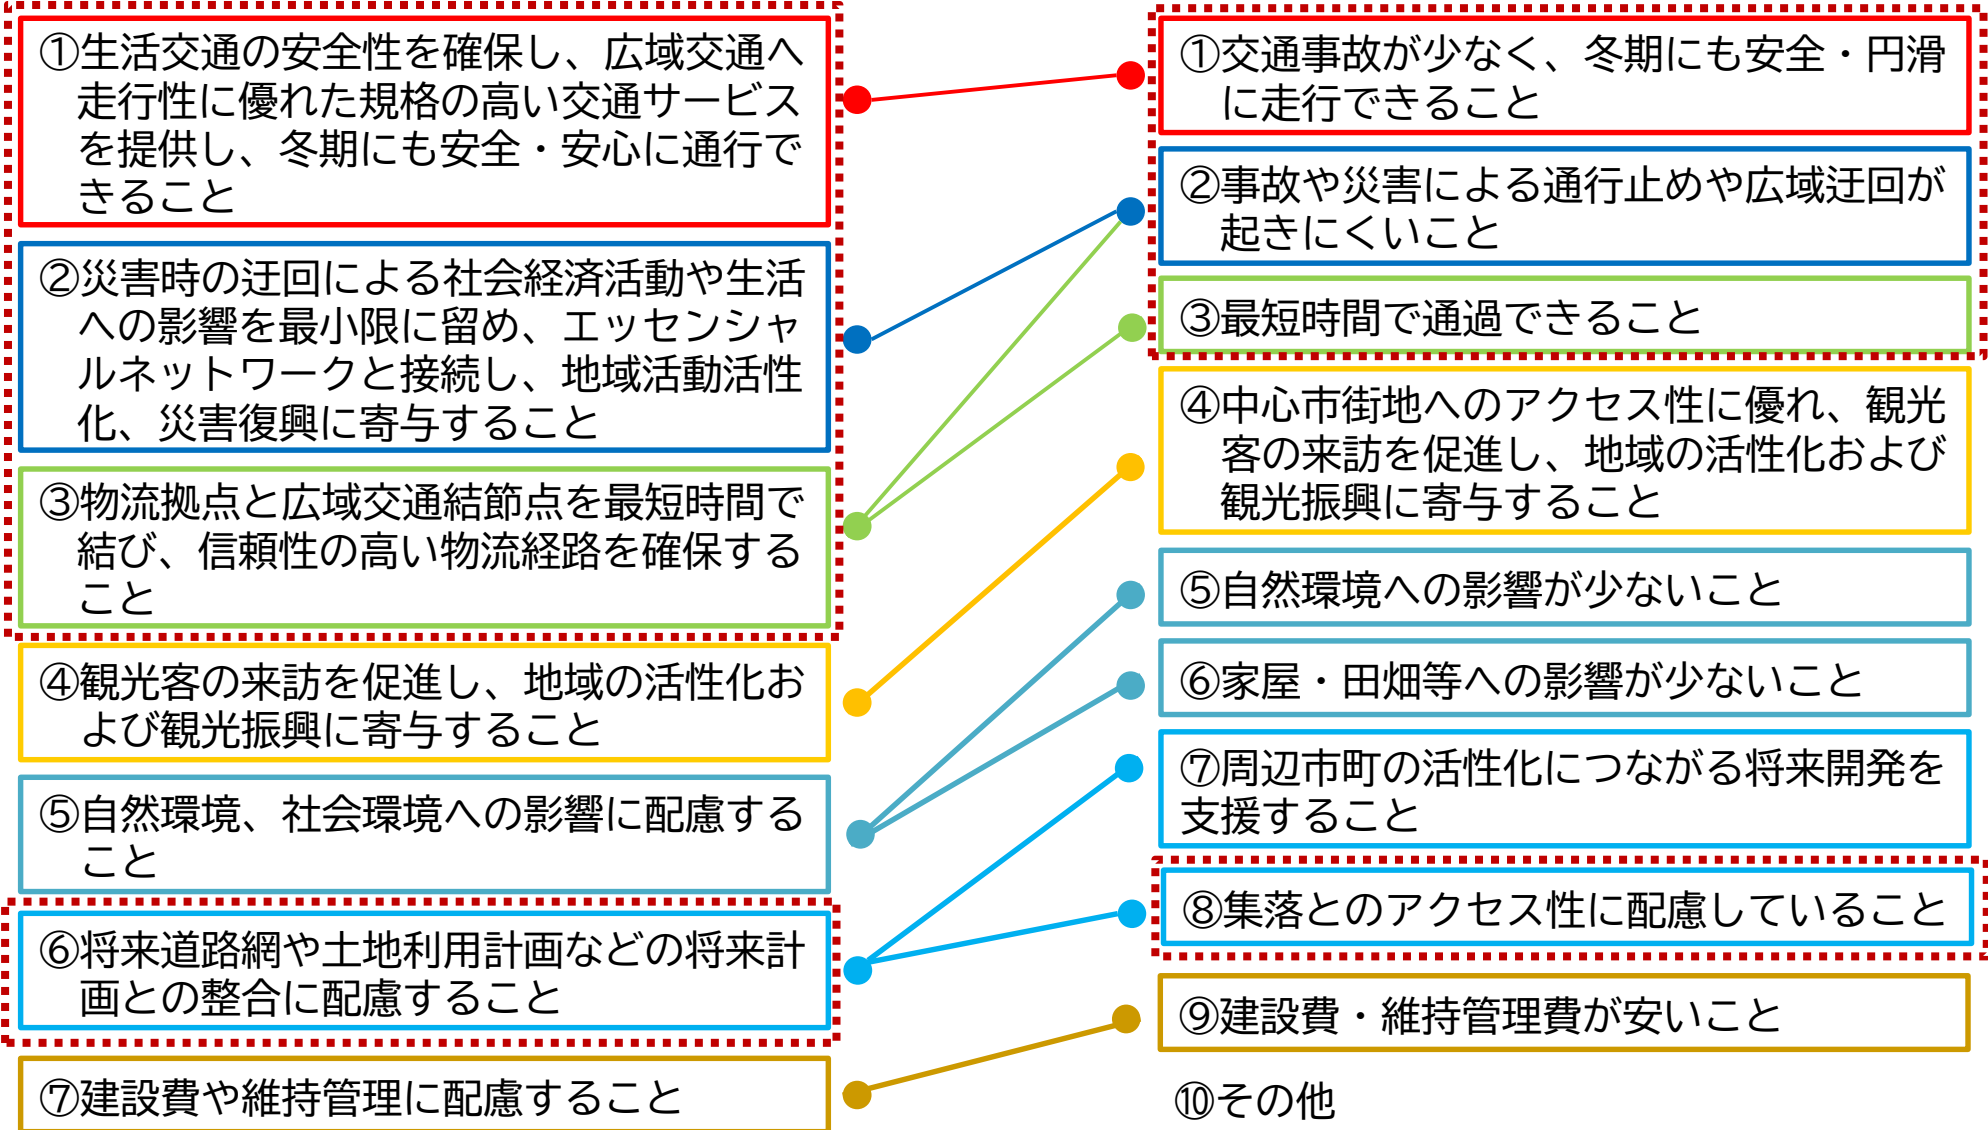 ①生活交通の安全性を確保し、広域交通へ
走行性に優れた規格の高い交通サービス
を提供し、冬期にも安全・安心に通行で
きること
②災害時の迂回による社会経済活動や生活
への影響を最小限に留め、エッセンシャ
ルネットワークと接続し、地域活動活性
化、災害復興に寄与すること
③物流拠点と広域交通結節点を最短時間で
結び、信頼性の高い物流経路を確保する
こと
④観光客の来訪を促進し、地域の活性化お
よび観光振興に寄与すること
⑤自然環境、社会環境への影響に配慮する
こと
⑥将来道路網や土地利用計画などの将来計
画との整合に配慮すること
⑦建設費や維持管理に配慮すること
①交通事故が少なく、冬期にも安全・円滑
に走行できること
②事故や災害による通行止めや広域迂回が
起きにくいこと
③最短時間で通過できること
④中心市街地へのアクセス性に優れ、観光
客の来訪を促進し、地域の活性化および
観光振興に寄与すること
⑤自然環境への影響が少ないこと
⑥家屋・田畑等への影響が少ないこと
⑦周辺市町の活性化につながる将来開発を
支援すること
⑧集落とのアクセス性に配慮していること
⑨建設費・維持管理費が安いこと
⑩その他